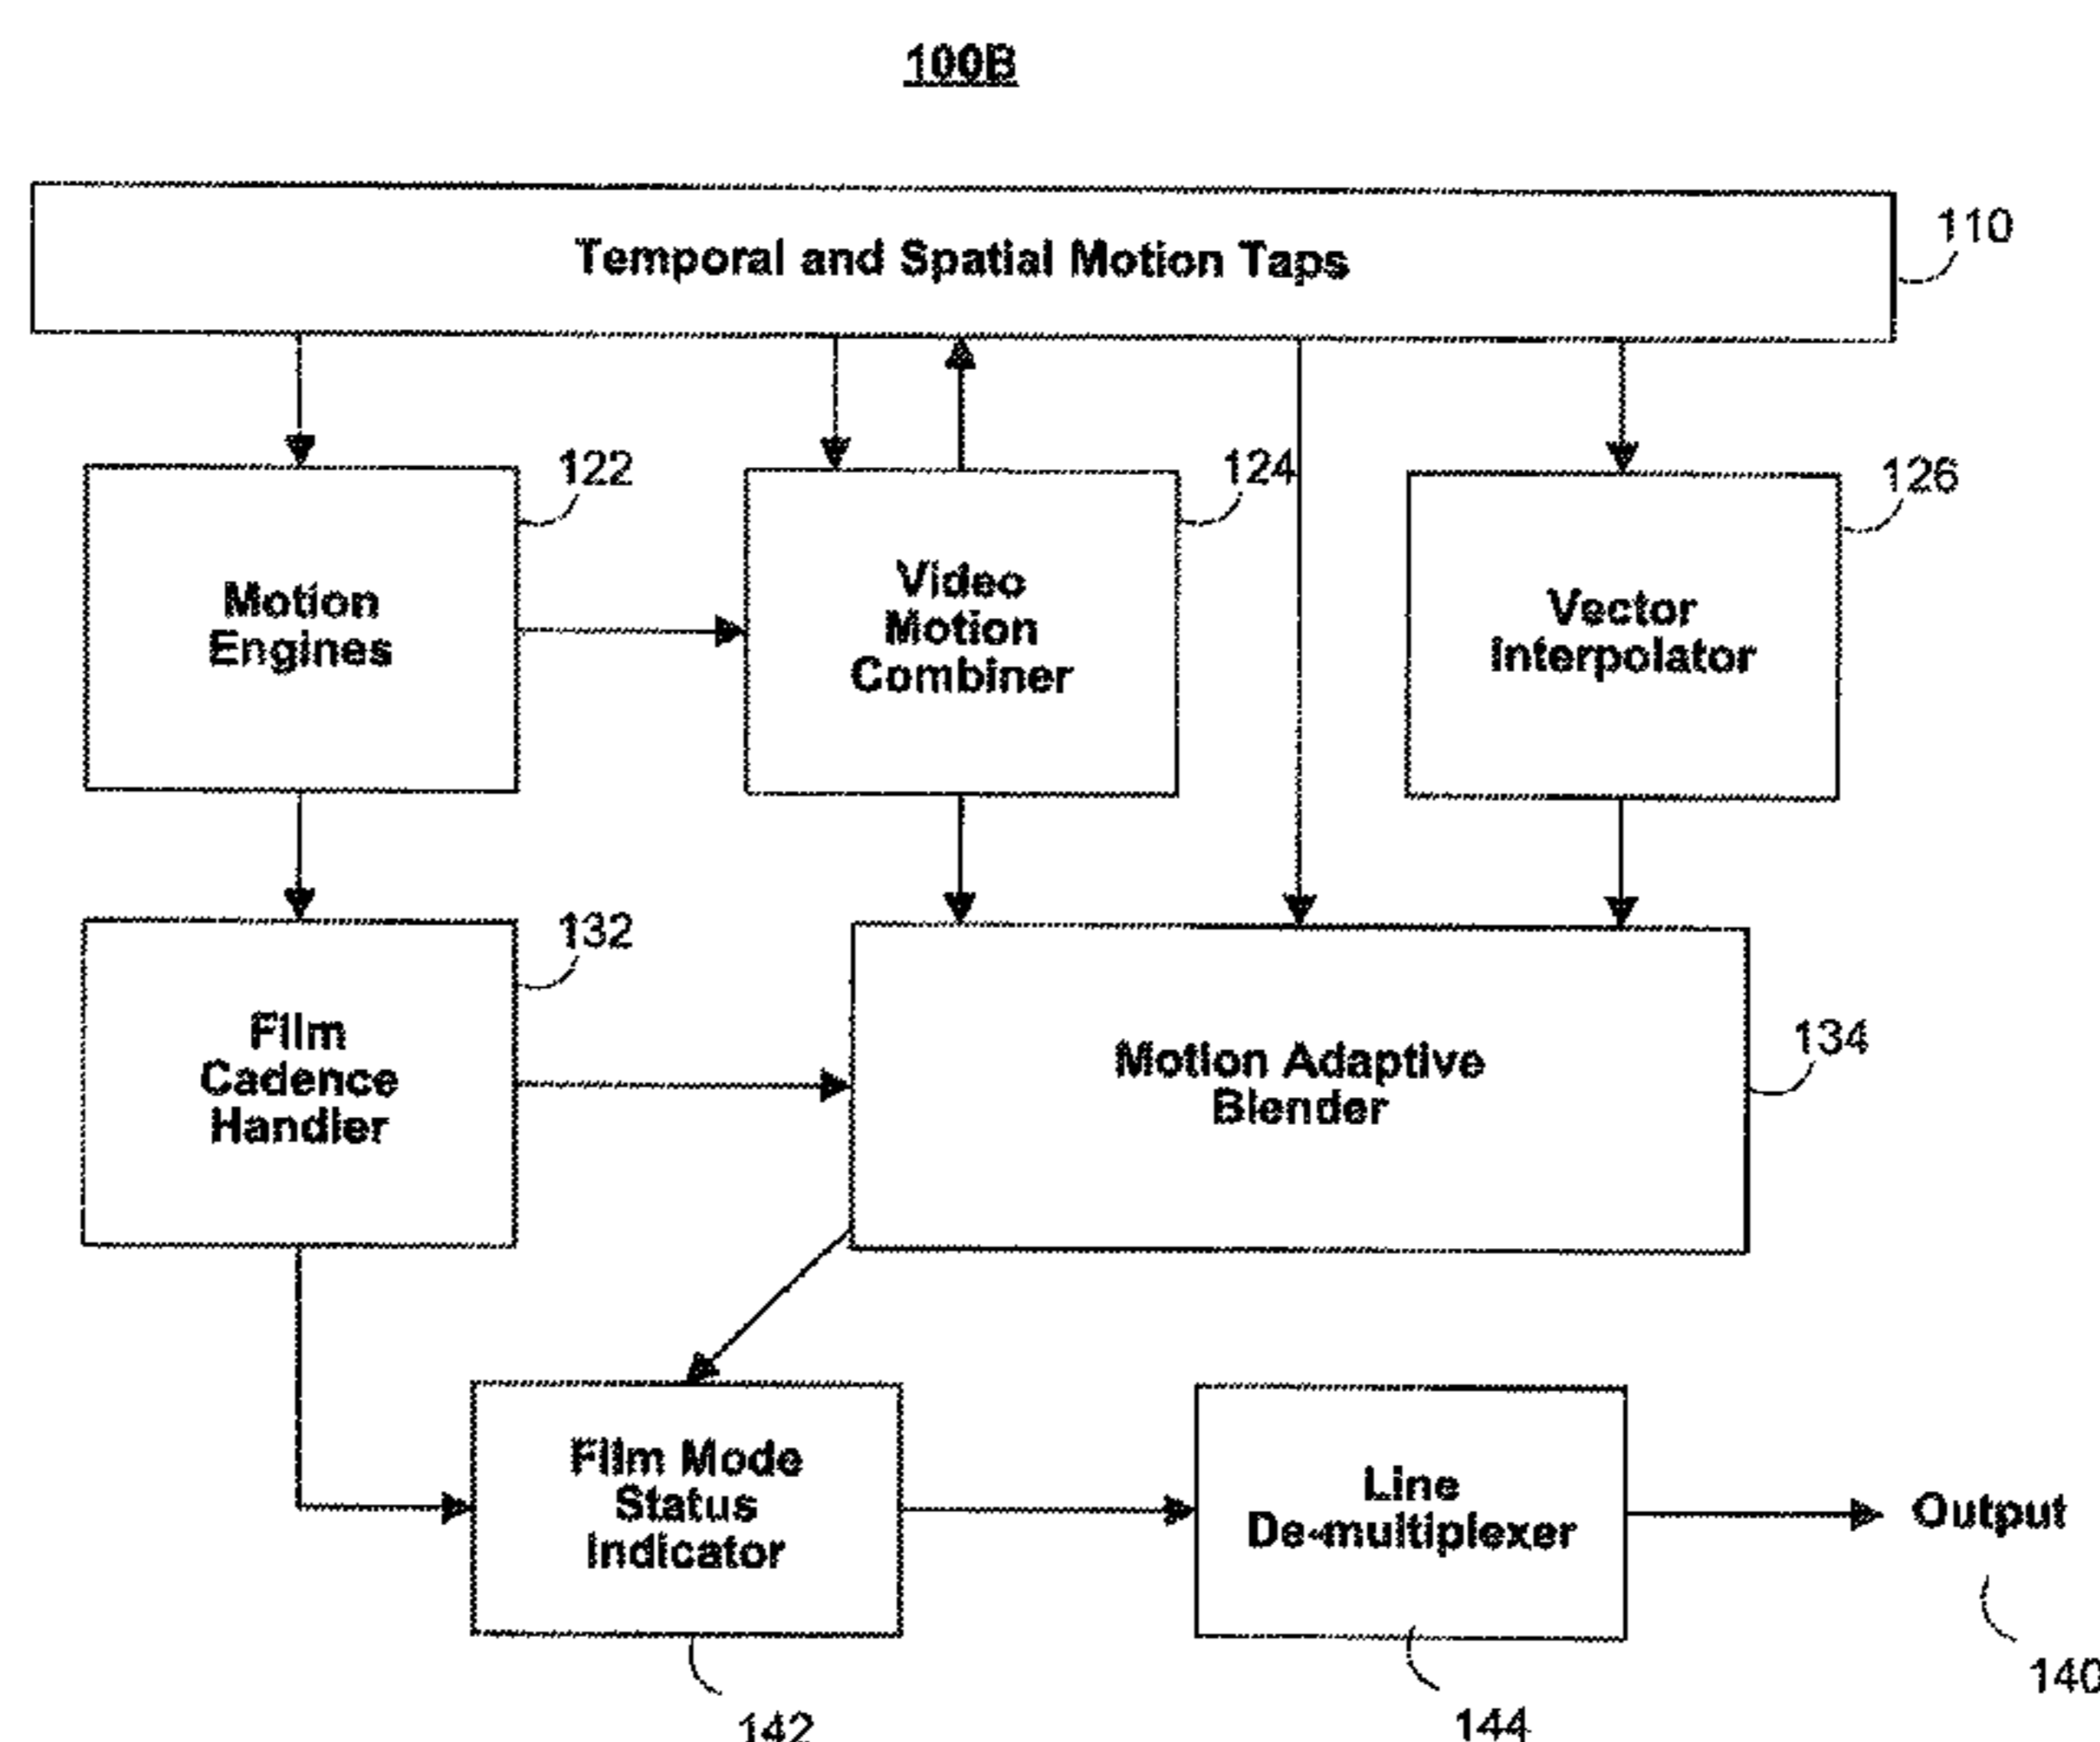 100B
Temporal and Spatial Motion Taps
110
122
124
126
Motion
Engines
Video
Motion
Combiner
Vector
Interpolator
132
134
Film
Cadence
Handler
Motion Adaptive
Blender
Film Mode
Status
Indicator
Line
De-multiplexer
Output
140
142
144